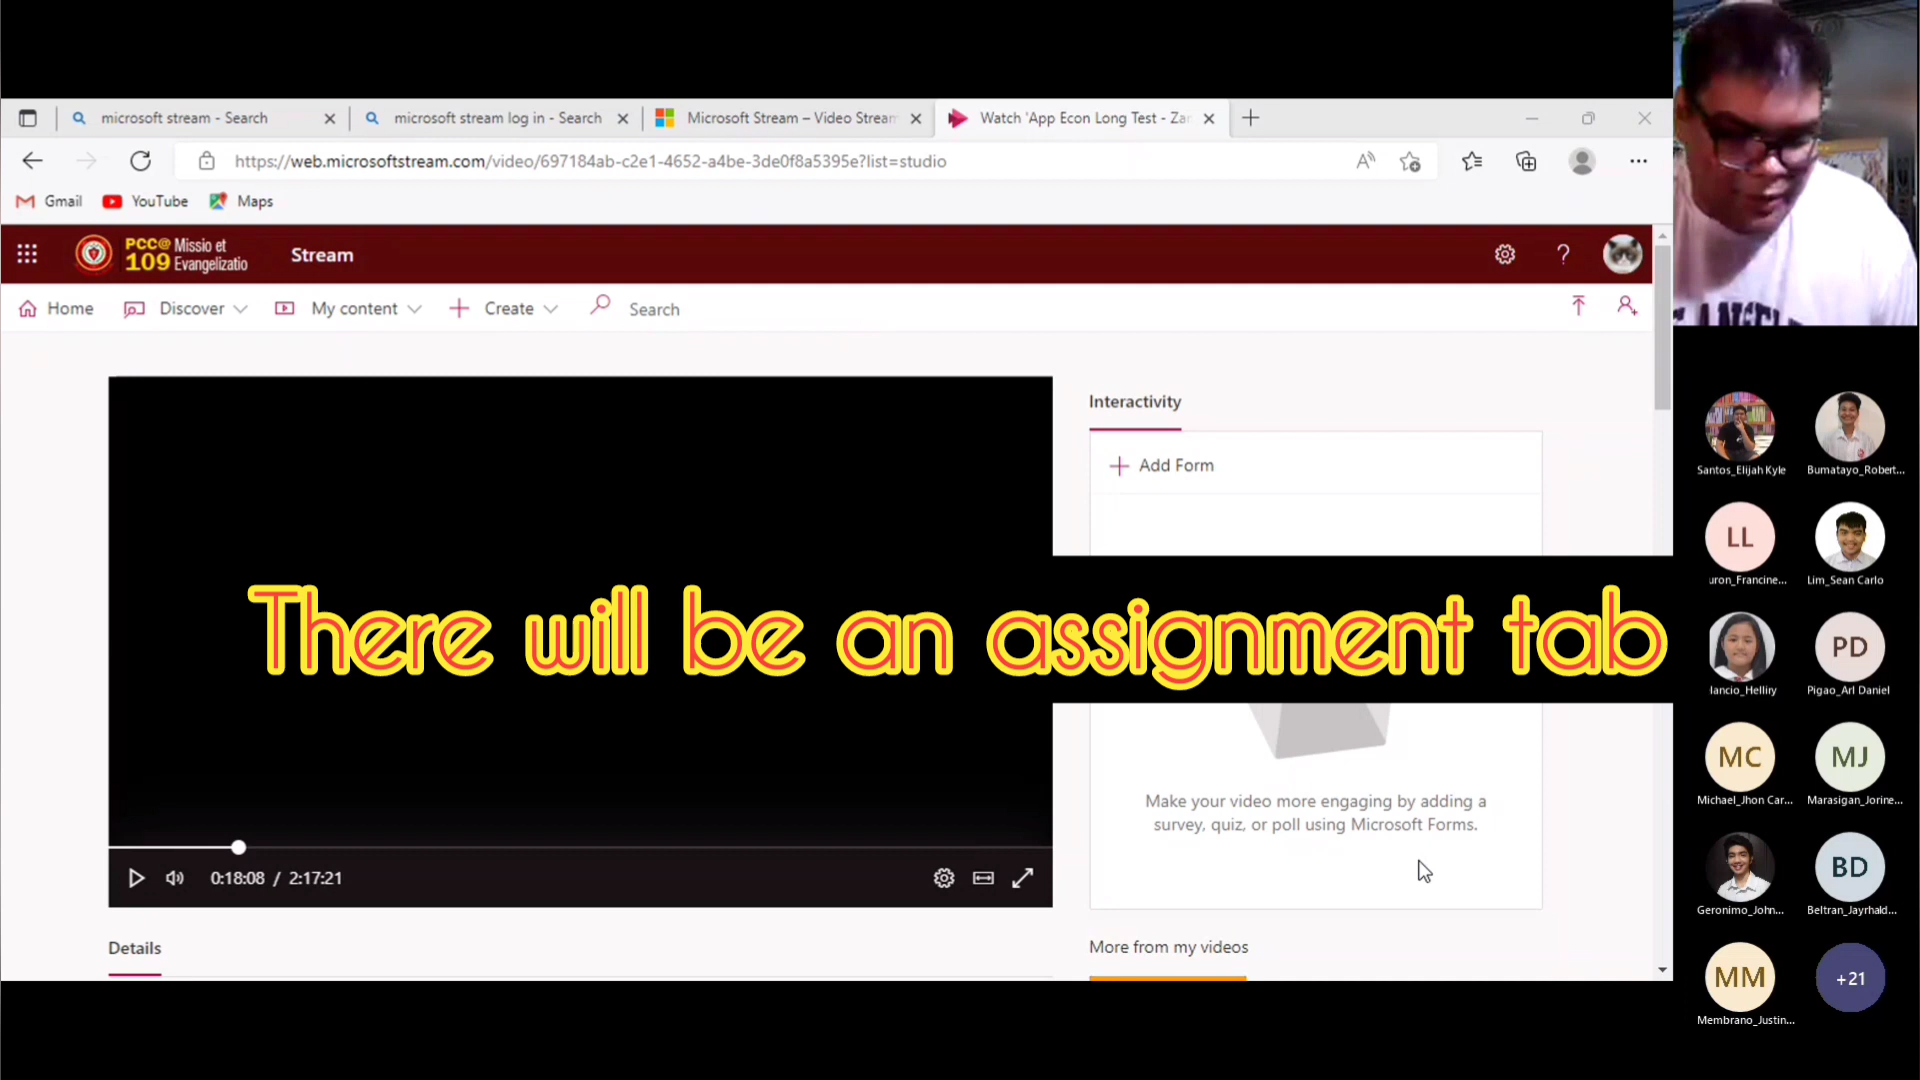 microsoft stream - Search
microsoft stream log in - Search
Microsoft Stream – Video Stream
Watch 'App Econ Long Test - Zar
https://web.microsoftstream.com/video/697184ab-c2e1-4652-a4be-3de0f8a5395e?list=studio
Gmail
YouTube
Maps
PCC@ Missio et
109 Evangelizatio
Stream
Home
Discover
My content
Create
Search
Interactivity
Add Form
There will be an assignment tab
Make your video more engaging by adding a
survey, quiz, or poll using Microsoft Forms.
0:18:08 / 2:17:21
Details
More from my videos
Santos_Elijah Kyle
Bumatayo_Robert...
LL
uron_Francine...
Lim_Sean Carlo
lancio_Helliry
PD
Pigao_Arl Daniel
MC
Michael_Jhon Car...
MJ
Marasigan_Jorine...
Geronimo_John...
BD
Beltran_Jayrhald...
MM
Membrano_Justin...
+21